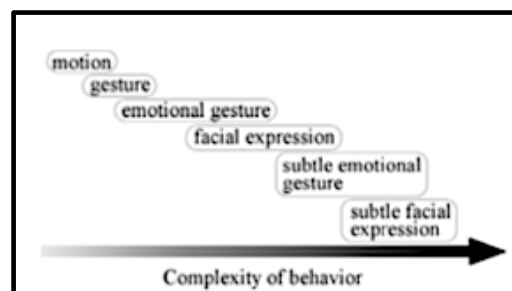 motion
gesture
emotional gesture
facial expression
subtle emotional
gesture
subtle facial
expression
Complexity of behavior